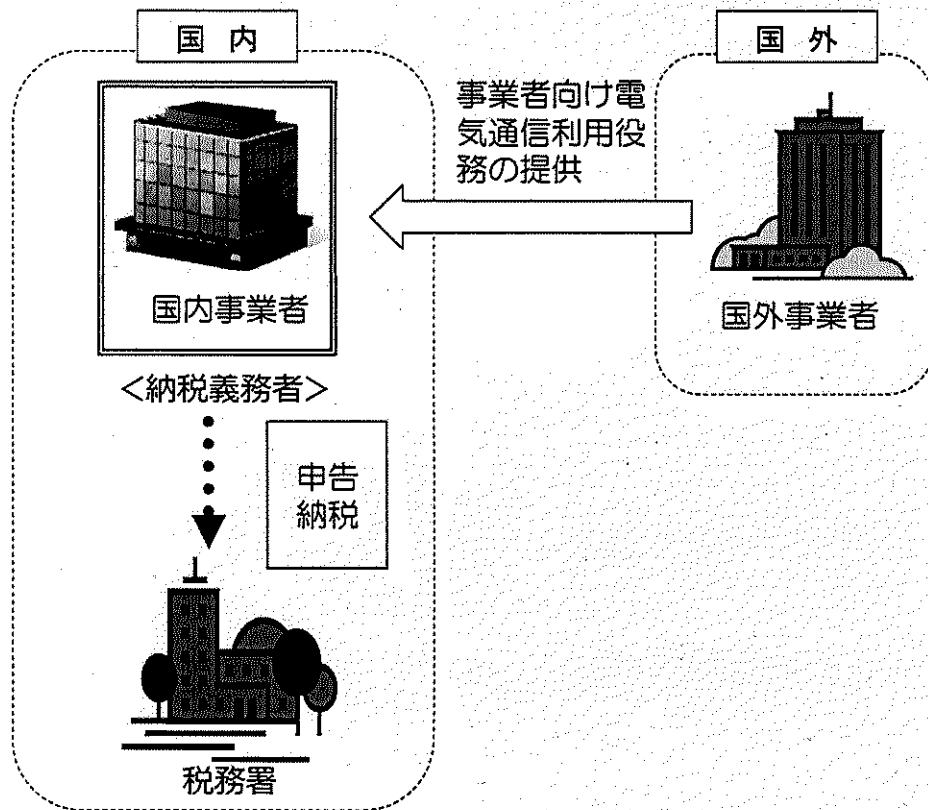 国内
国外
事業者向け電
気通信利用役
務の提供
国内事業者
国外事業者
<納税義務者>
申告
納税
税務署